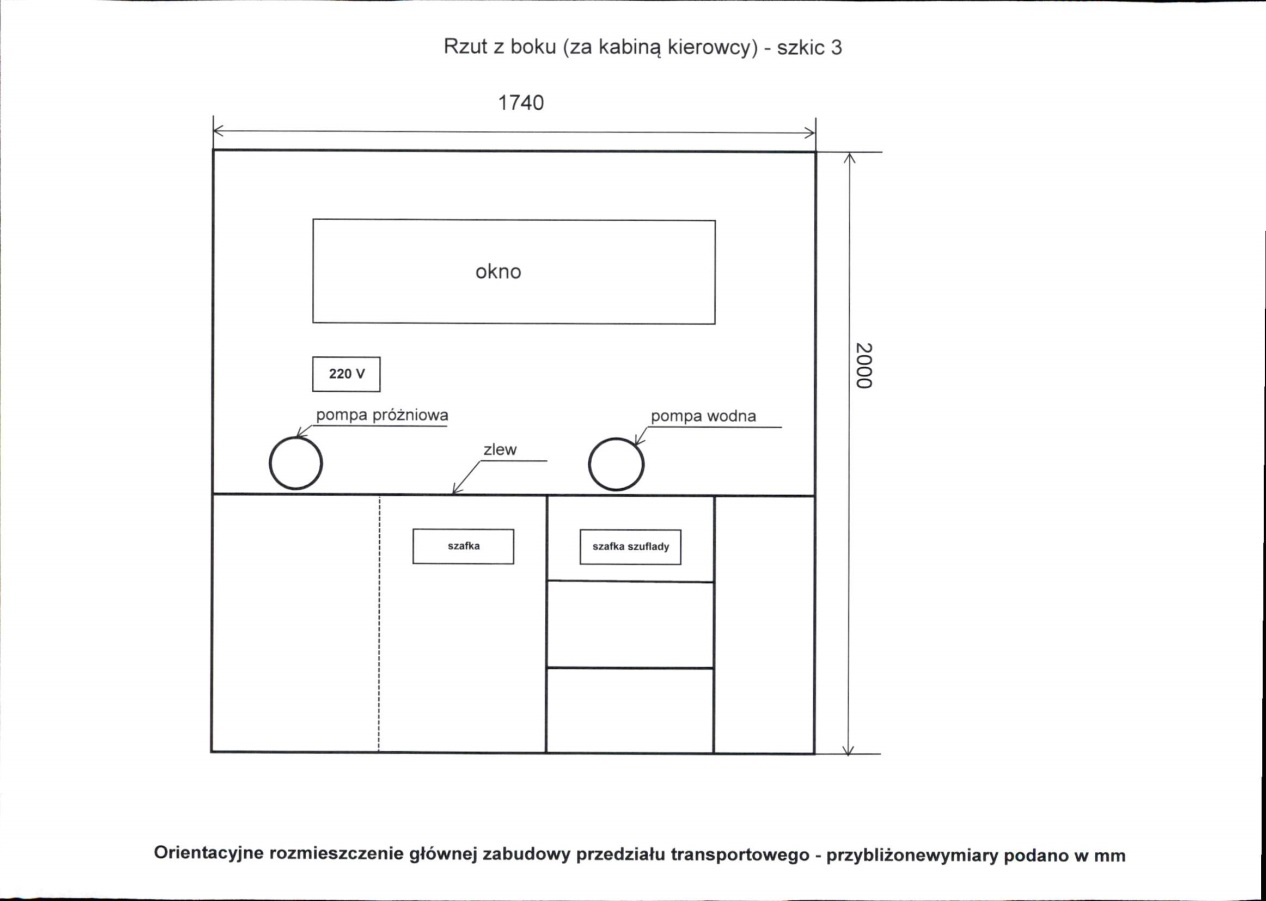 Rzut z boku (za kabiną kierowcy) - szkic 3
1740
okno
2000
220 V
pompa próżniowa
pompa wodna
zlew
szafka
szafka szuflady
Orientacyjne rozmieszczenie głównej zabudowy przedziału transportowego - przybliżonewymiary podano w mm